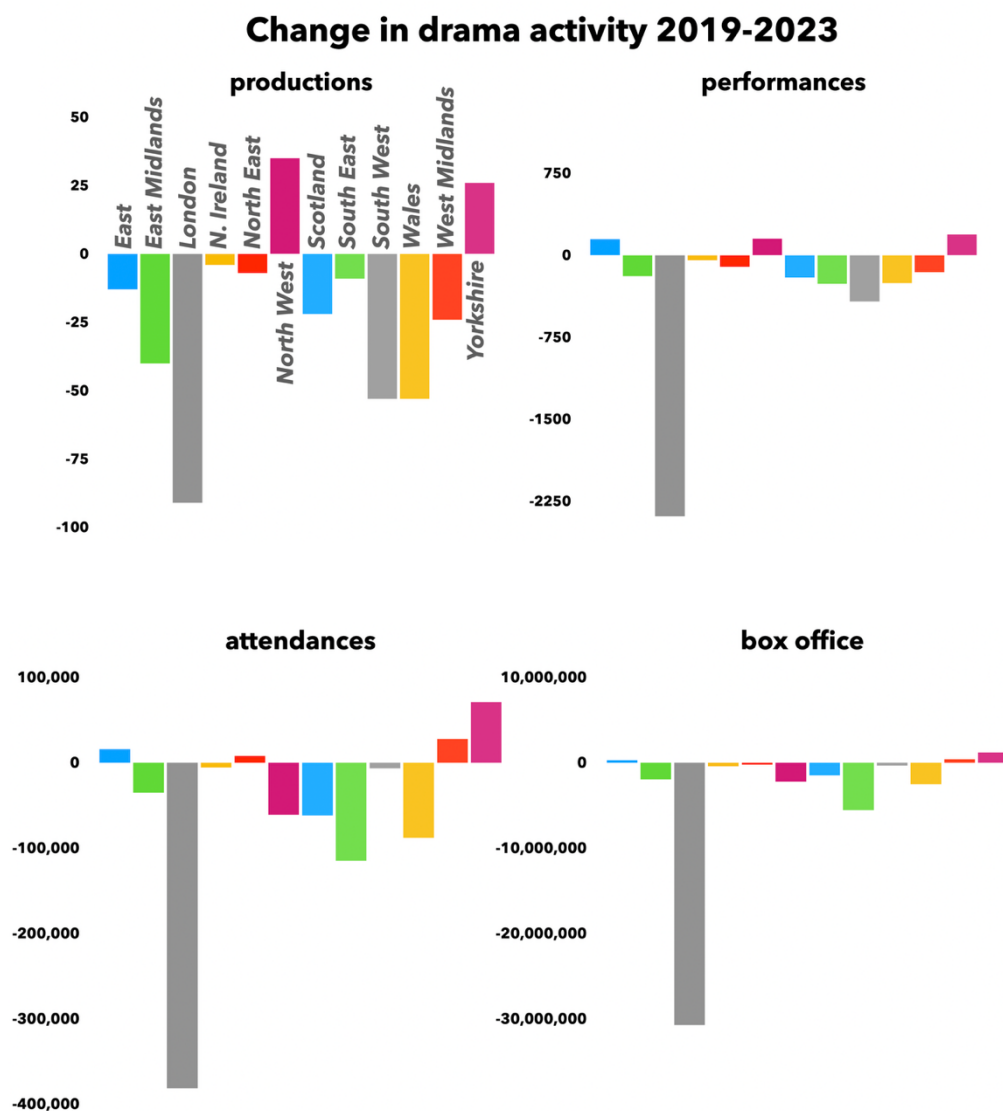 Change in drama activity 2019-2023
productions
50
25
0
-25
-50
-75
-100
East
East Midlands
London
N. Ireland
North East
North West
Scotland
South East
South West
Wales
West Midlands
Yorkshire
performances
750
0
-750
-1500
-2250
attendances
100,000
0
-100,000
-200,000
-300,000
-400,000
box office
10,000,000
0
-10,000,000
-20,000,000
-30,000,000